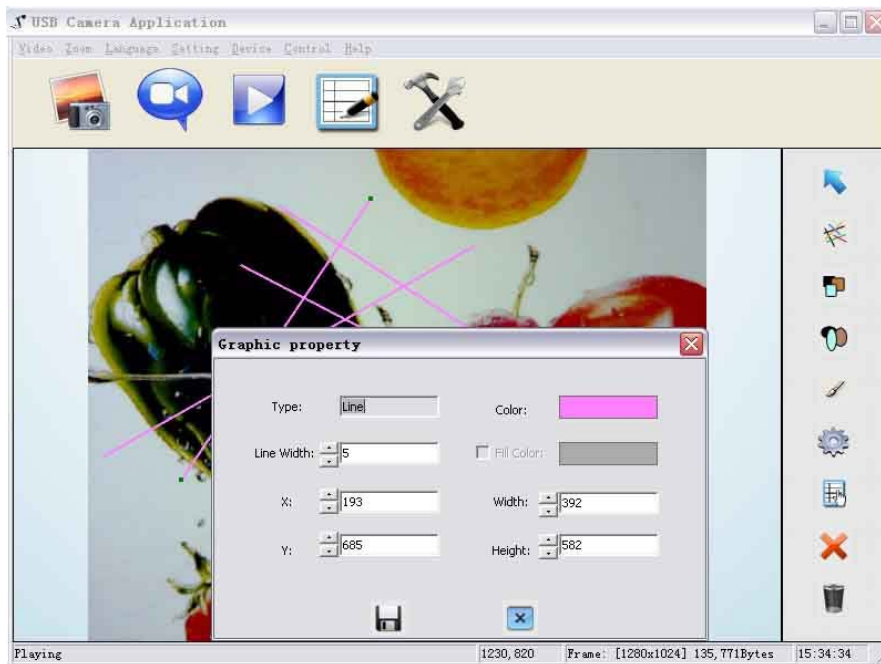 USB Camera Application
Video Zoom Language Setting Device Control Help
Graphic property
Type: Line Color:
Line Width: 5 Fill Color:
X: 193 Width: 392
Y: 685 Height: 582
Playing 1230,820 Frame: [1280x1024] 135,771Bytes 15:34:34